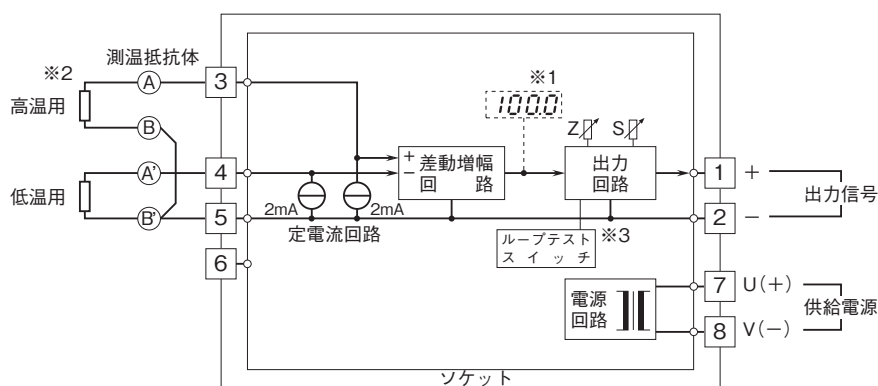 測温抵抗体
※2
高温用
A
B
低温用
A'
B'
3
4
5
6
2mA
2mA
定電流回路
+
−
差動増幅
回路
※1
100.0
Z
S
出力
回路
ループテスト
スイッチ
※3
電源
回路
1
+
2
−
出力信号
7
U(+)
8
V(−)
供給電源
ソケット